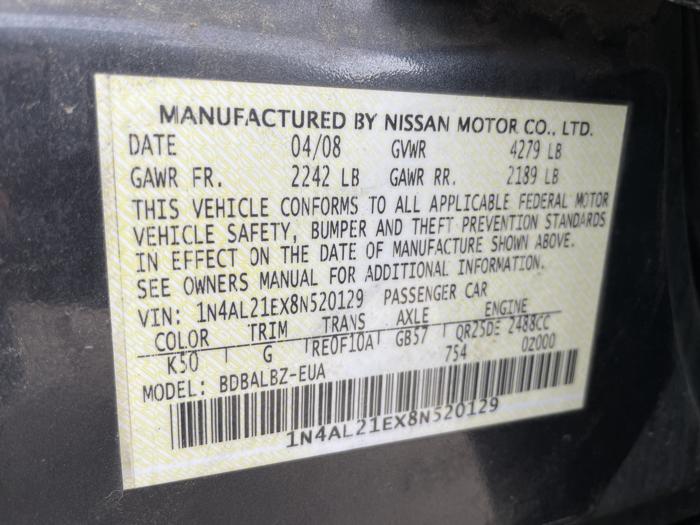 MANUFACTURED BY NISSAN MOTOR CO., LTD.
DATE 04/08 GVWR 4279 LB
GAWR FR. 2242 LB GAWR RR. 2189 LB
THIS VEHICLE CONFORMS TO ALL APPLICABLE FEDERAL MOTOR
VEHICLE SAFETY, BUMPER AND THEFT PREVENTION STANDARDS
IN EFFECT ON THE DATE OF MANUFACTURE SHOWN ABOVE.
SEE OWNERS MANUAL FOR ADDITIONAL INFORMATION.
VIN: 1N4AL21EX8N520129 PASSENGER CAR
COLOR TRIM TRANS AXLE ENGINE
K50 G RE0F10A GB57 QR25DE 2488CC
MODEL: BDBALBZ-EUA 754 02000
1N4AL21EX8N520129